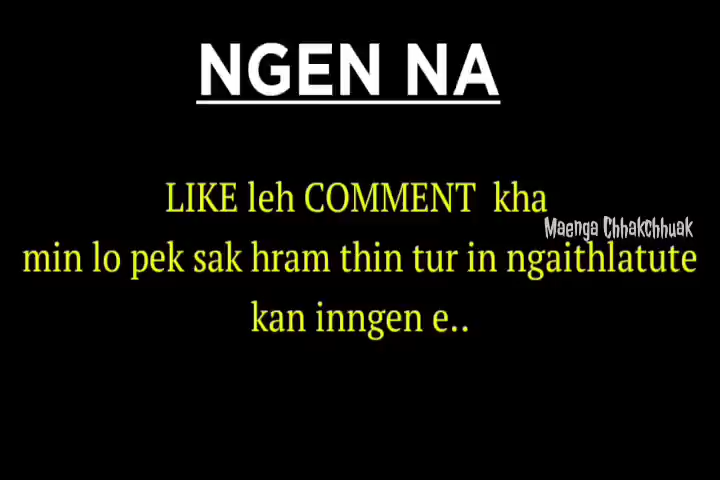 NGEN NA
LIKE leh COMMENT kha
Maenga Chhakchhuak
min lo pek sak hram thin tur in ngaithlatute
kan inngen e..